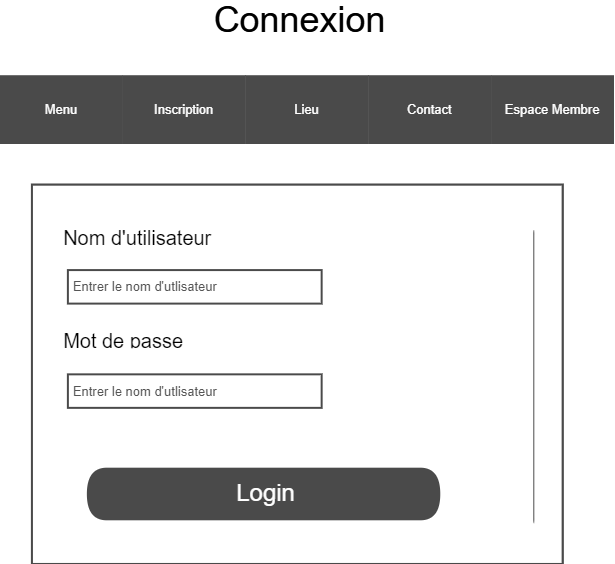 Connexion
Menu Inscription Lieu Contact Espace Membre
Nom d'utilisateur
Entrer le nom d'utlisateur
Mot de passe
Entrer le nom d'utlisateur
Login